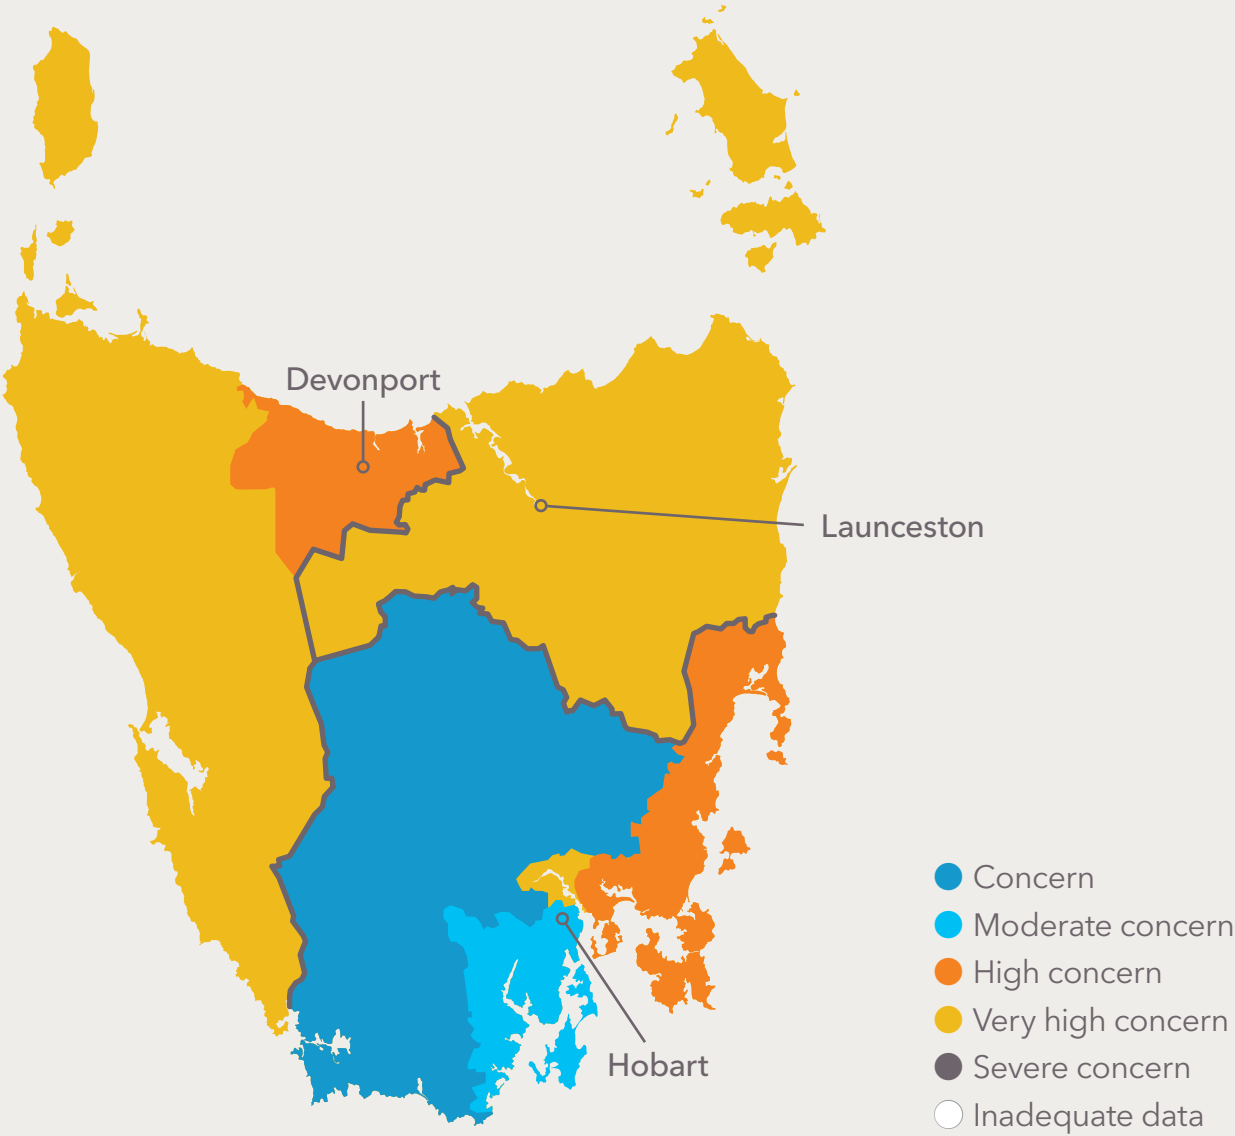 Devonport
Launceston
Hobart
Concern
Moderate concern
High concern
Very high concern
Severe concern
Inadequate data